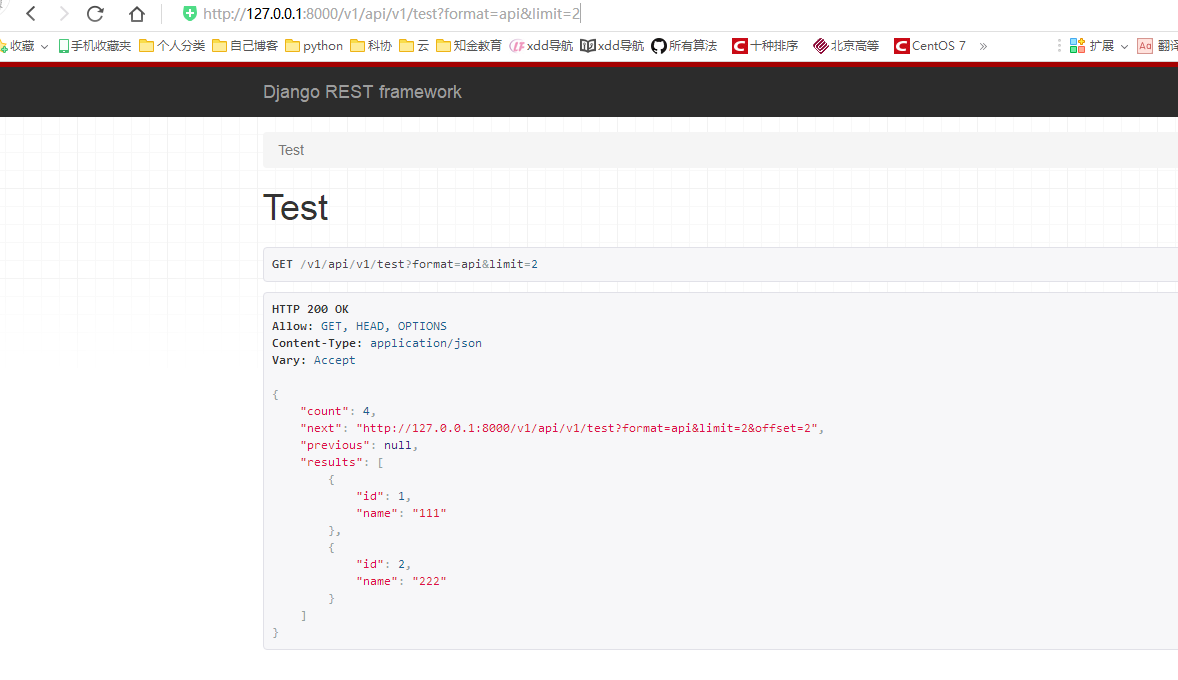 http://127.0.0.1:8000/v1/api/v1/test?format=api&limit=2
收藏 手机收藏夹 个人分类 自己博客 python 科协 云 知金教育 xdd导航 xdd导航 所有算法 C 十种排序 北京高等 C CentOS 7 » 扩展 Aa 翻译
Django REST framework
Test
Test
GET /v1/api/v1/test?format=api&limit=2
HTTP 200 OK
Allow: GET, HEAD, OPTIONS
Content-Type: application/json
Vary: Accept
{
"count": 4,
"next": "http://127.0.0.1:8000/v1/api/v1/test?format=api&limit=2&offset=2",
"previous": null,
"results": [
{
"id": 1,
"name": "111"
},
{
"id": 2,
"name": "222"
}
]
}